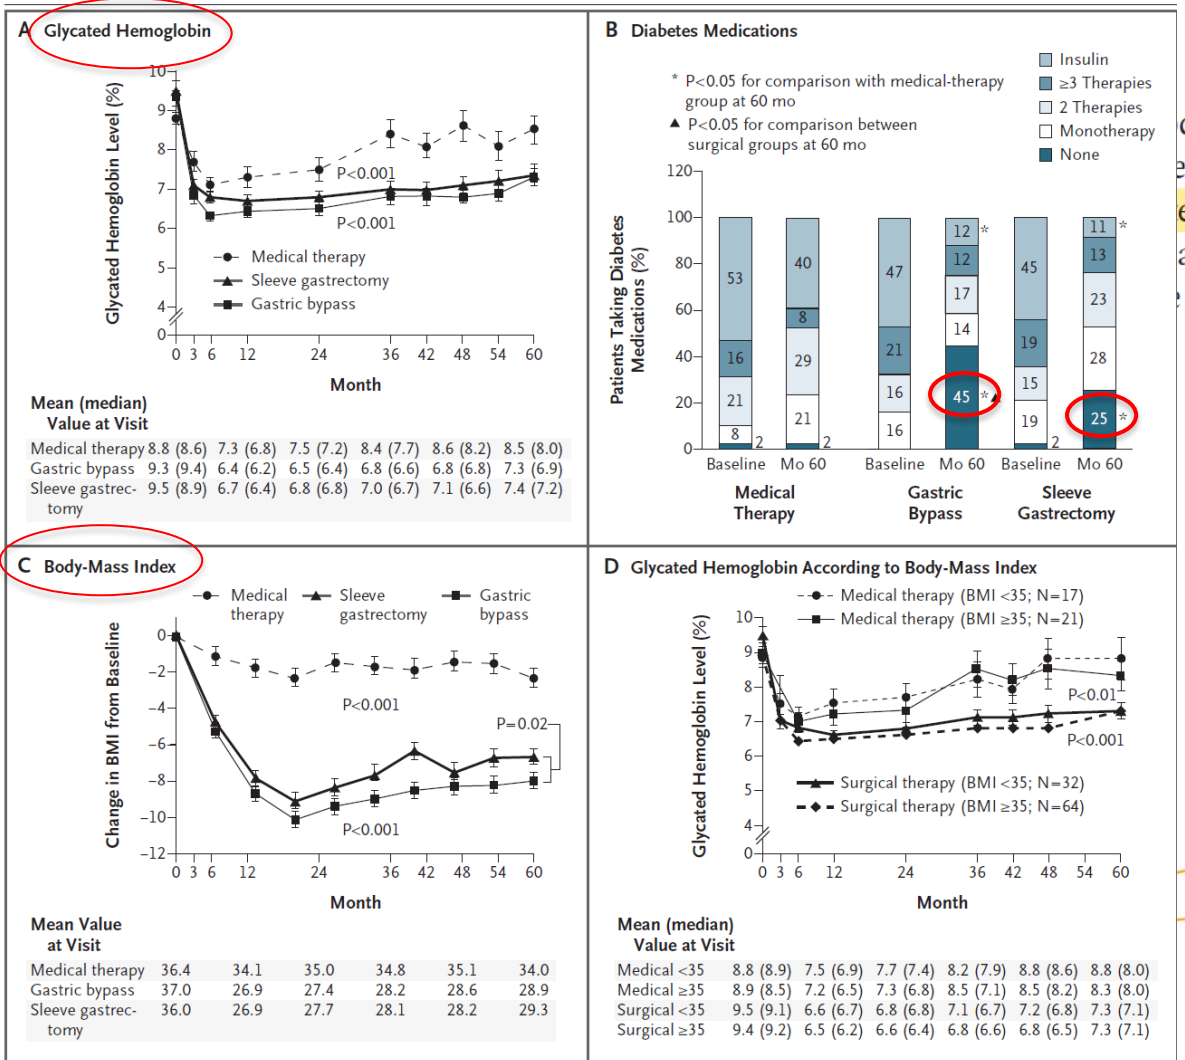 A Glycated Hemoglobin
Glycated Hemoglobin Level (%)
10
9
8
7
6
5
4
0
P<0.001
P<0.001
Medical therapy
Sleeve gastrectomy
Gastric bypass
0 3 6 12 24 36 42 48 54 60
Month
Mean (median)
Value at Visit
Medical therapy 8.8 (8.6) 7.3 (6.8) 7.5 (7.2) 8.4 (7.7) 8.6 (8.2) 8.5 (8.0)
Gastric bypass 9.3 (9.4) 6.4 (6.2) 6.5 (6.4) 6.8 (6.6) 6.8 (6.8) 7.3 (6.9)
Sleeve gastrec- 9.5 (8.9) 6.7 (6.4) 6.8 (6.8) 7.0 (6.7) 7.1 (6.6) 7.4 (7.2)
tomy
B Diabetes Medications
* P<0.05 for comparison with medical-therapy
group at 60 mo
▲ P<0.05 for comparison between
surgical groups at 60 mo
Insulin
≥3 Therapies
2 Therapies
Monotherapy
None
Patients Taking Diabetes
Medications (%)
120
100
80
60
40
20
0
53
16
21
8
2
40
8
29
21
2
47
21
16
16
12 *
12
17
14
45 * ▲
45
19
15
19
2
11 *
13
23
28
25 *
Baseline Mo 60 Baseline Mo 60 Baseline Mo 60
Medical
Therapy
Gastric
Bypass
Sleeve
Gastrectomy
C Body-Mass Index
Medical
therapy
Sleeve
gastrectomy
Gastric
bypass
Change in BMI from Baseline
0
−2
−4
−6
−8
−10
−12
P<0.001
P=0.02
P<0.001
0 3 6 12 24 36 42 48 54 60
Month
Mean Value
at Visit
Medical therapy 36.4 34.1 35.0 34.8 35.1 34.0
Gastric bypass 37.0 26.9 27.4 28.2 28.6 28.9
Sleeve gastrec- 36.0 26.9 27.7 28.1 28.2 29.3
tomy
D Glycated Hemoglobin According to Body-Mass Index
Medical therapy (BMI <35; N=17)
Medical therapy (BMI ≥35; N=21)
Glycated Hemoglobin Level (%)
10
9
8
7
6
5
4
0
P<0.01
P<0.001
Surgical therapy (BMI <35; N=32)
Surgical therapy (BMI ≥35; N=64)
0 3 6 12 24 36 42 48 54 60
Month
Mean (median)
Value at Visit
Medical <35 8.8 (8.9) 7.5 (6.9) 7.7 (7.4) 8.2 (7.9) 8.8 (8.6) 8.8 (8.0)
Medical ≥35 8.9 (8.5) 7.2 (6.5) 7.3 (6.8) 8.5 (7.1) 8.5 (8.2) 8.3 (8.0)
Surgical <35 9.5 (9.1) 6.6 (6.7) 6.8 (6.7) 7.1 (6.7) 7.2 (6.8) 7.3 (7.1)
Surgical ≥35 9.4 (9.2) 6.5 (6.2) 6.6 (6.4) 6.8 (6.6) 6.8 (6.5) 7.3 (7.1)